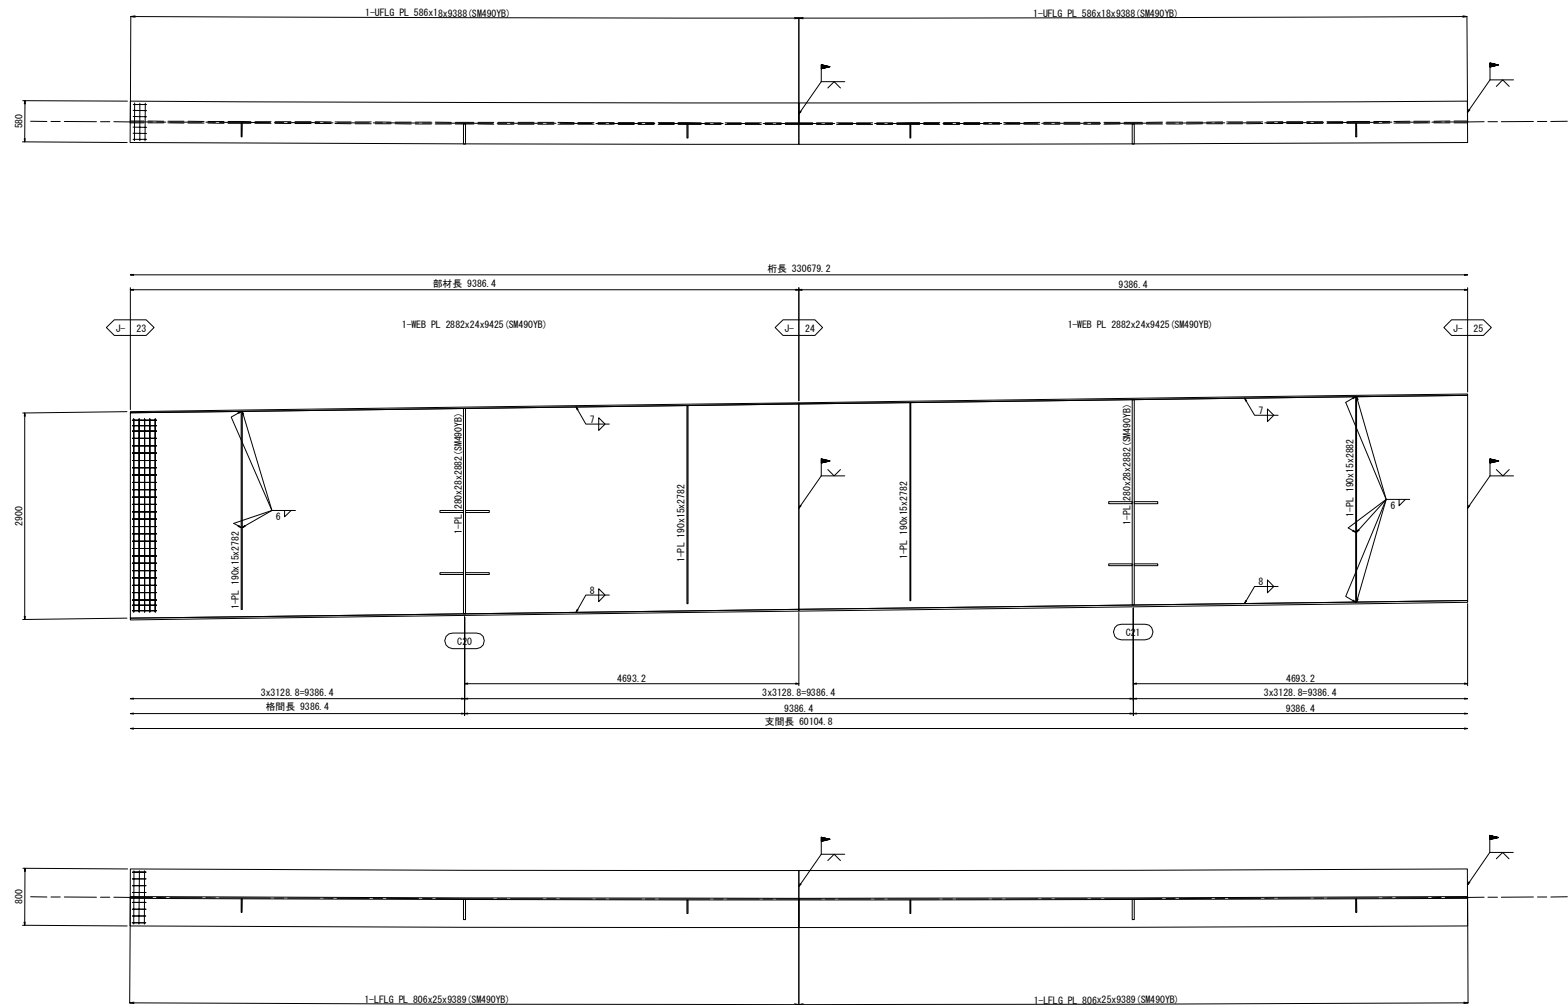 1-UFLG PL 586x18x9388(SM490YB)
1-UFLG PL 586x18x9388(SM490YB)
580
桁長 330679.2
部材長 9386.4
9386.4
J- 23
1-WEB PL 2882x24x9425(SM490YB)
J- 24
1-WEB PL 2882x24x9425(SM490YB)
J- 25
2900
1-PL 190x15x2782
6
1-PL 280x28x2882(SM490YB)
7
8
1-PL 190x15x2782
1-PL 190x15x2782
1-PL 280x28x2882(SM490YB)
7
8
1-PL 190x15x2882
6
C20
C21
4693.2
4693.2
3x3128.8=9386.4
3x3128.8=9386.4
3x3128.8=9386.4
格間長 9386.4
9386.4
9386.4
支間長 60104.8
800
1-LFLG PL 806x25x9389(SM490YB)
1-LFLG PL 806x25x9389(SM490YB)